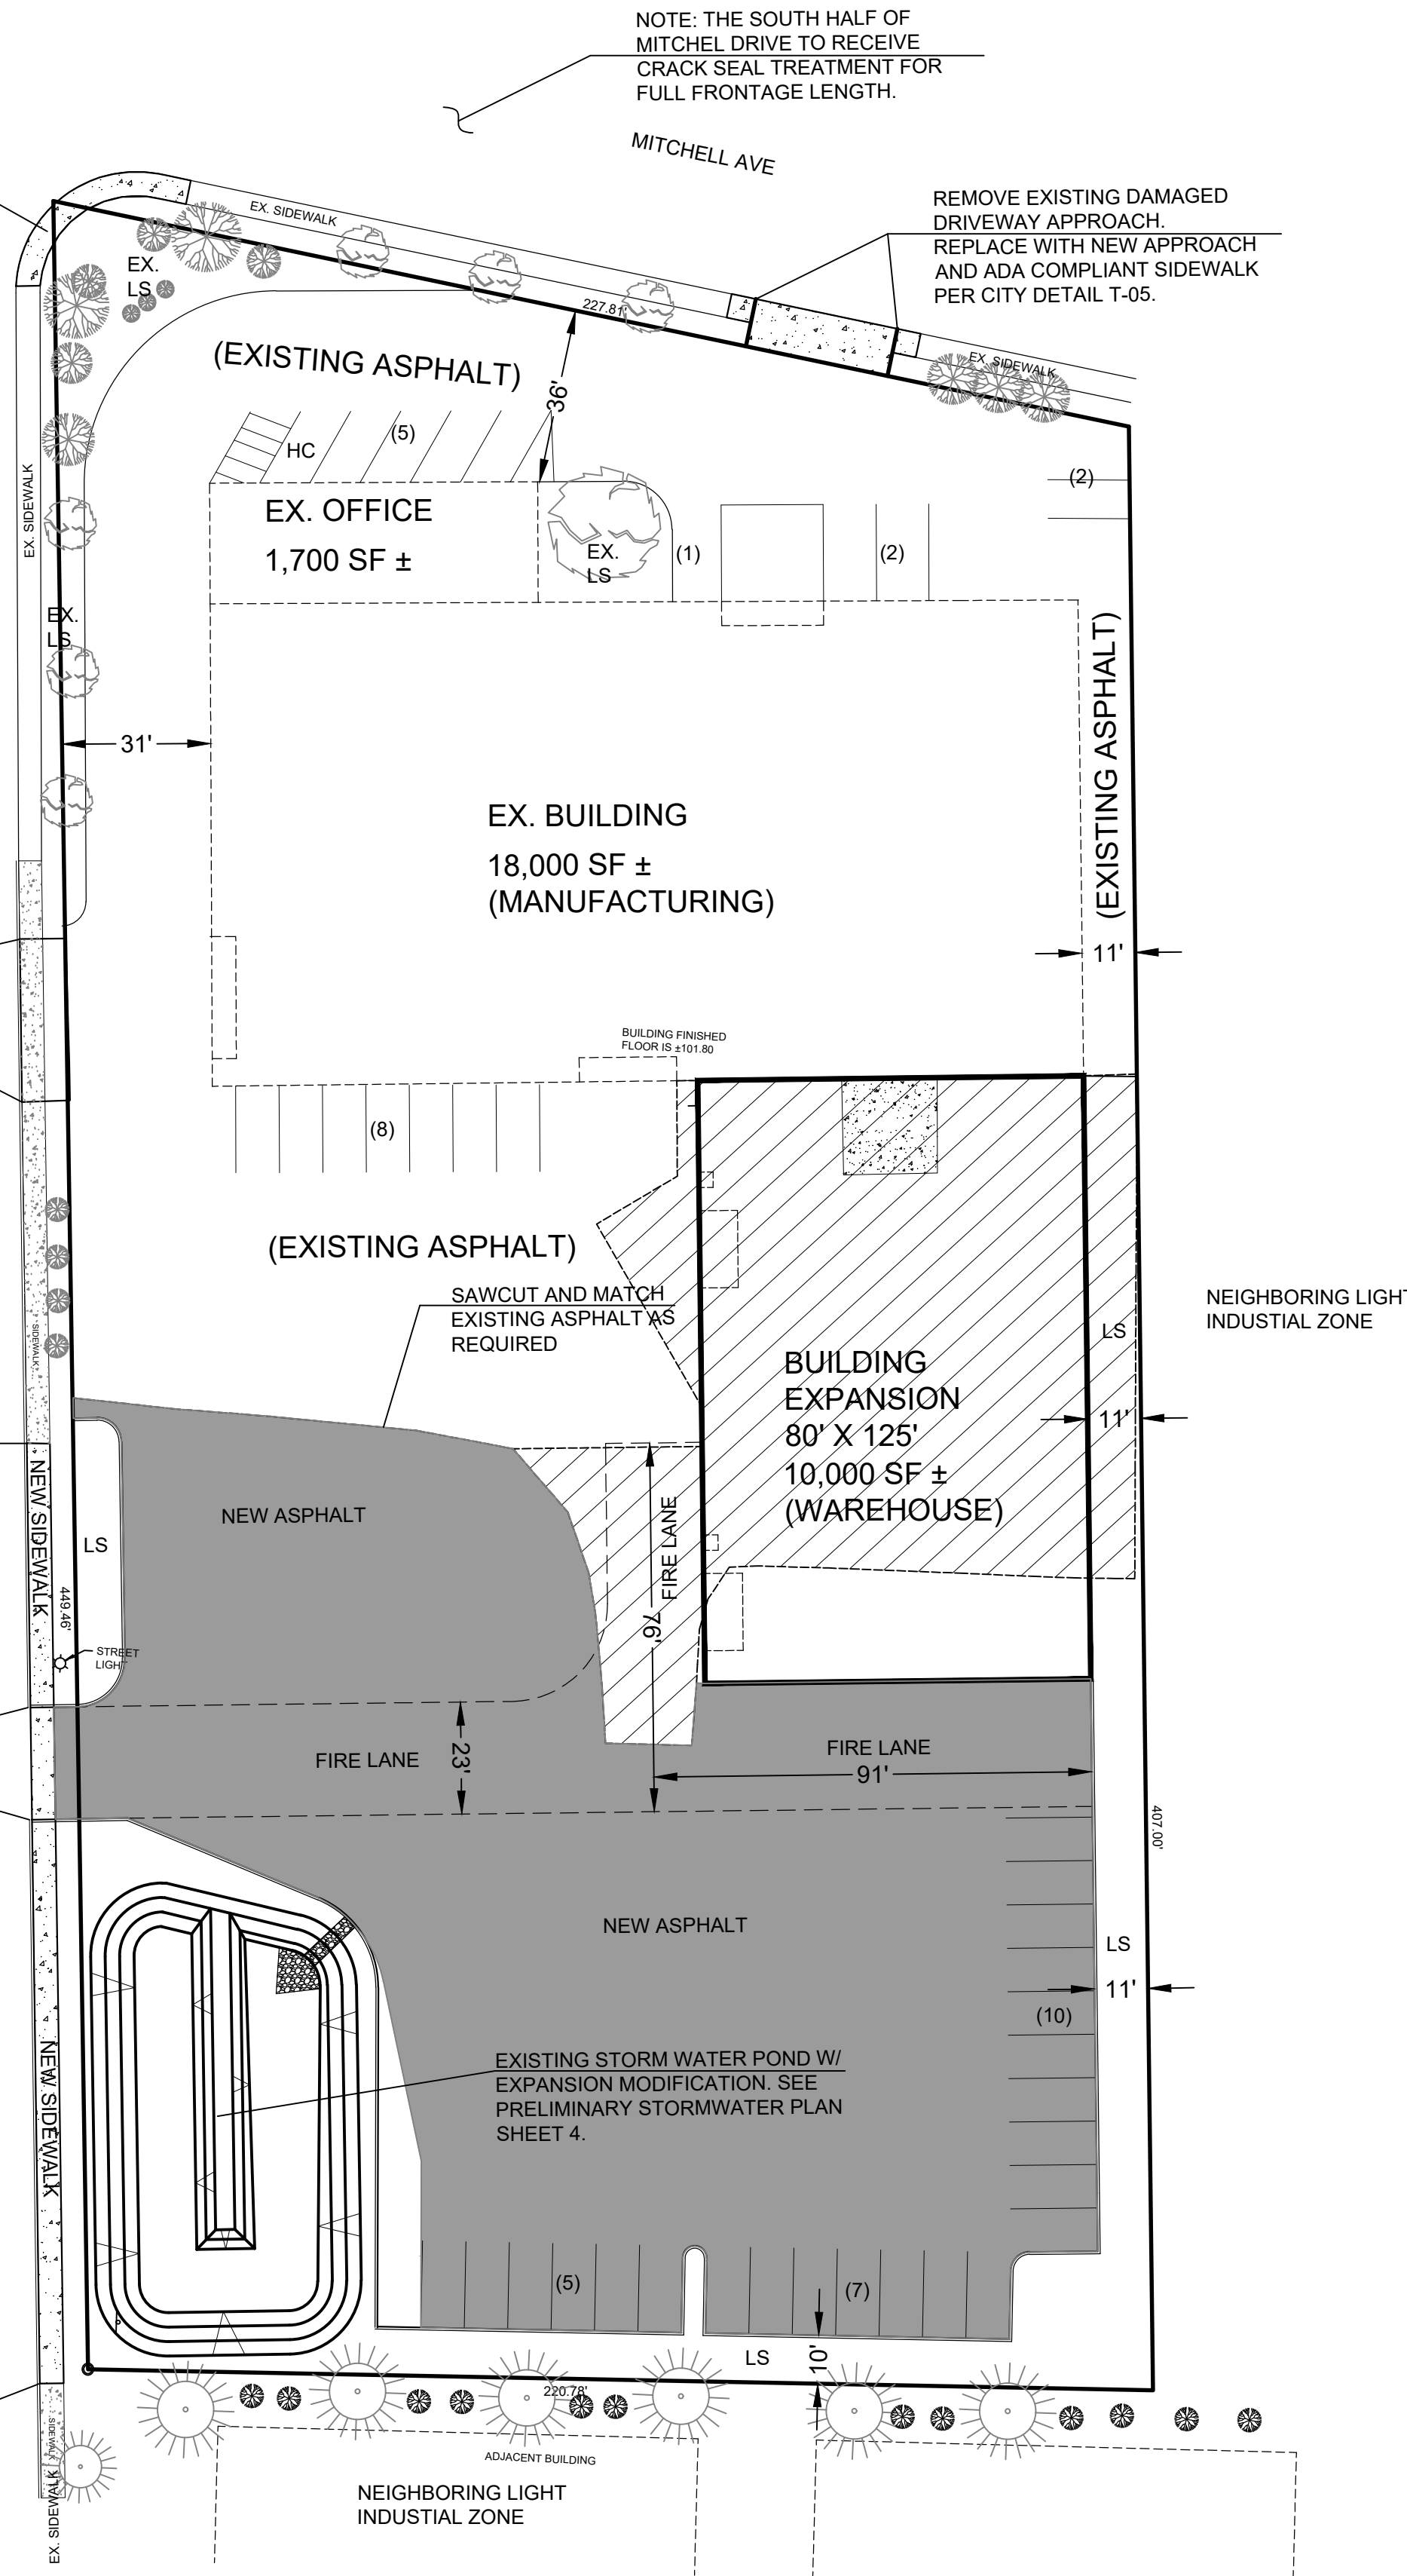 NOTE: THE SOUTH HALF OF
MITCHEL DRIVE TO RECEIVE
CRACK SEAL TREATMENT FOR
FULL FRONTAGE LENGTH.
MITCHELL AVE
REMOVE EXISTING DAMAGED
DRIVEWAY APPROACH.
REPLACE WITH NEW APPROACH
AND ADA COMPLIANT SIDEWALK
PER CITY DETAIL T-05.
EX. SIDEWALK
EX.
LS
227.81'
EX. SIDEWALK
(EXISTING ASPHALT)
36'
HC
(5)
(2)
EX. SIDEWALK
EX. OFFICE
1,700 SF ±
EX.
LS
(1)
(2)
EX.
LS
(EXISTING ASPHALT)
31'
EX. BUILDING
18,000 SF ±
(MANUFACTURING)
11'
BUILDING FINISHED
FLOOR IS ±101.80
(8)
(EXISTING ASPHALT)
SAWCUT AND MATCH
EXISTING ASPHALT AS
REQUIRED
NEIGHBORING LIGHT
INDUSTIAL ZONE
SIDEWALK
LS
BUILDING
EXPANSION
80' X 125'
10,000 SF ±
(WAREHOUSE)
11'
NEW SIDEWALK
NEW ASPHALT
LS
FIRE LANE
76'
449.46'
STREET
LIGHT
FIRE LANE
23'
FIRE LANE
91'
407.00'
NEW ASPHALT
LS
11'
(10)
NEW SIDEWALK
EXISTING STORM WATER POND W/
EXPANSION MODIFICATION. SEE
PRELIMINARY STORMWATER PLAN
SHEET 4.
(5)
(7)
LS
10'
220.78'
SIDEWALK
EX. SIDEWALK
ADJACENT BUILDING
NEIGHBORING LIGHT
INDUSTIAL ZONE